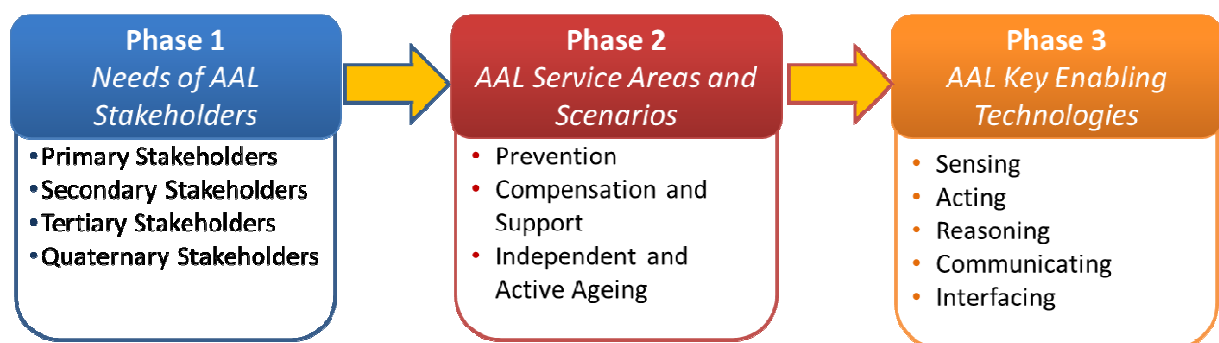 Phase 1
Needs of AAL
Stakeholders
•Primary Stakeholders
•Secondary Stakeholders
•Tertiary Stakeholders
•Quaternary Stakeholders
Phase 2
AAL Service Areas and
Scenarios
• Prevention
• Compensation and
Support
• Independent and
Active Ageing
Phase 3
AAL Key Enabling
Technologies
• Sensing
• Acting
• Reasoning
• Communicating
• Interfacing